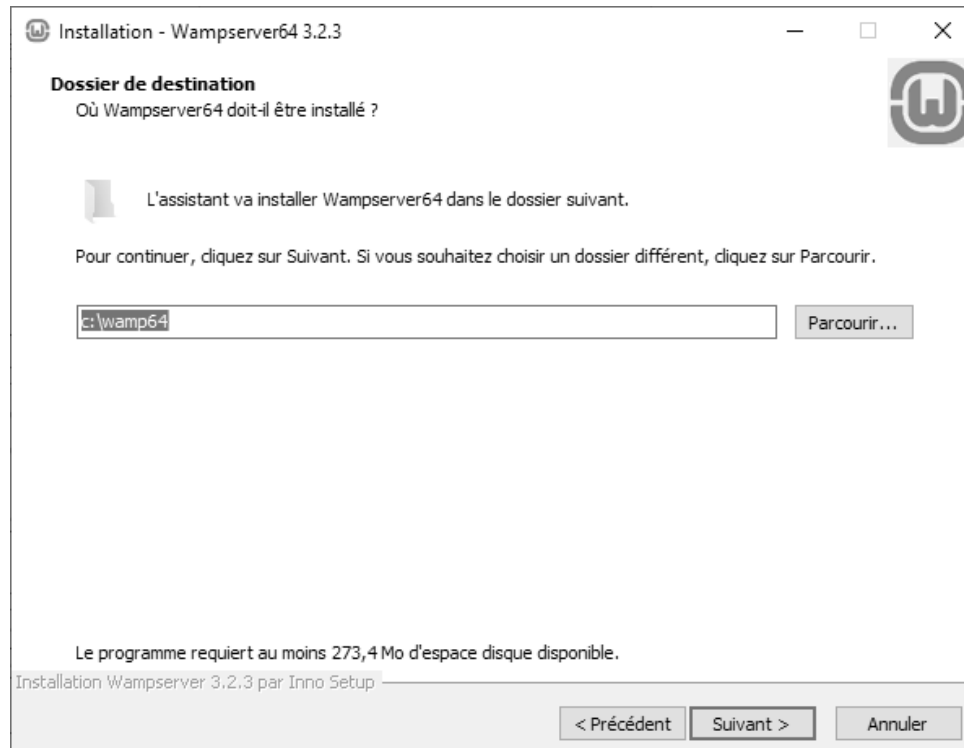 Installation - Wampserver64 3.2.3
Dossier de destination
Où Wampserver64 doit-il être installé ?
L'assistant va installer Wampserver64 dans le dossier suivant.
Pour continuer, cliquez sur Suivant. Si vous souhaitez choisir un dossier différent, cliquez sur Parcourir.
c:\wamp64
Parcourir...
Le programme requiert au moins 273,4 Mo d'espace disque disponible.
Installation Wampserver 3.2.3 par Inno Setup
< Précédent
Suivant >
Annuler